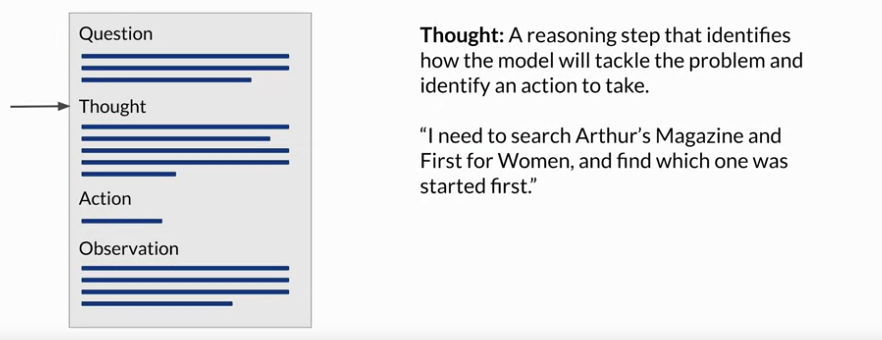 Question
Thought
Action
Observation
Thought: A reasoning step that identifies
how the model will tackle the problem and
identify an action to take.
“I need to search Arthur’s Magazine and
First for Women, and find which one was
started first.”